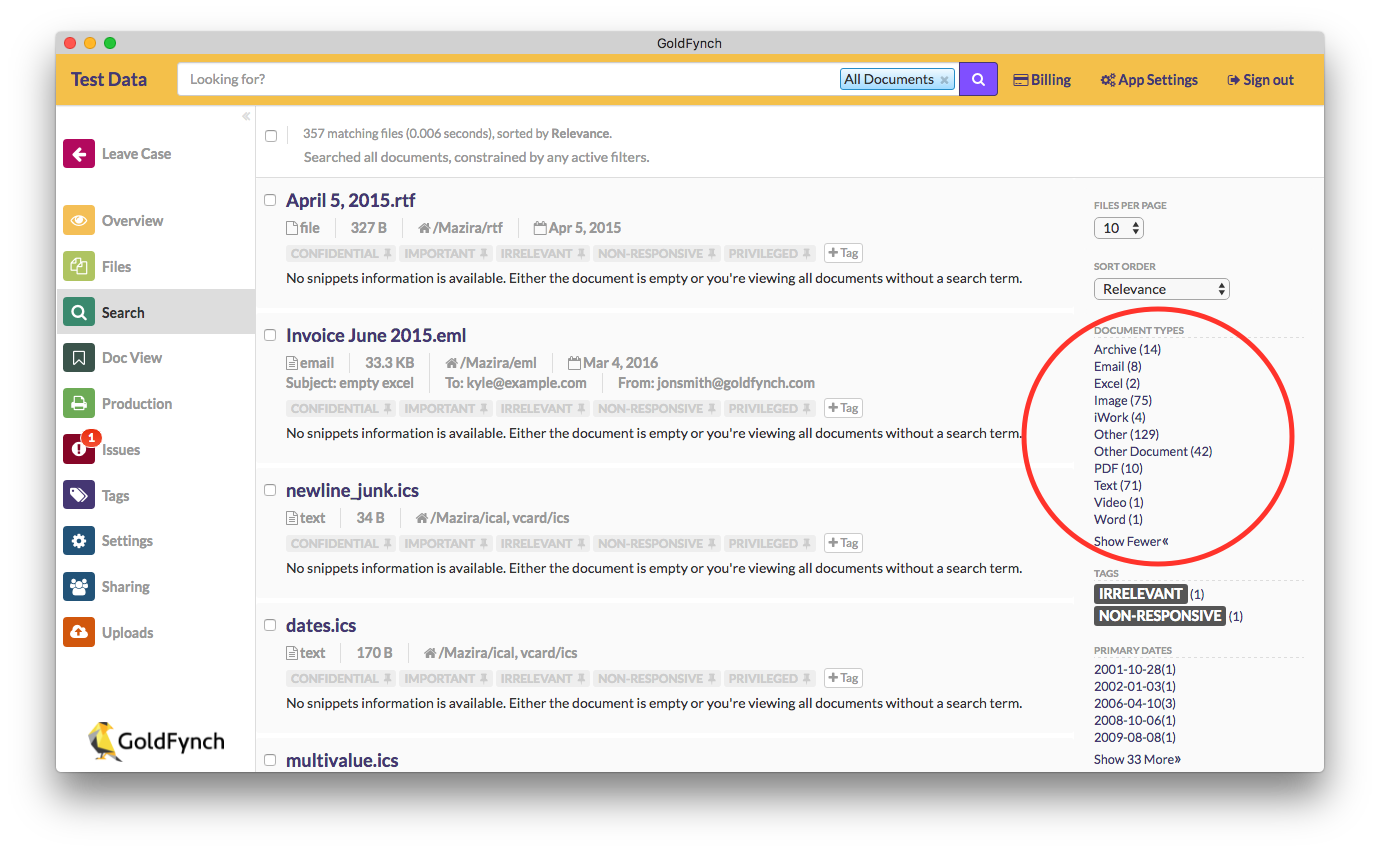 GoldFynch
Test Data
Looking for?
All Documents ×
Billing
App Settings
Sign out
«
Leave Case
Overview
Files
Search
Doc View
Production
1
Issues
Tags
Settings
Sharing
Uploads
GoldFynch
357 matching files (0.006 seconds), sorted by Relevance.
Searched all documents, constrained by any active filters.
April 5, 2015.rtf
file 327 B /Mazira/rtf Apr 5, 2015
CONFIDENTIAL IMPORTANT IRRELEVANT NON-RESPONSIVE PRIVILEGED +Tag
No snippets information is available. Either the document is empty or you're viewing all documents without a search term.
Invoice June 2015.eml
email 33.3 KB /Mazira/eml Mar 4, 2016
Subject: empty excel To: kyle@example.com From: jonsmith@goldfynch.com
CONFIDENTIAL IMPORTANT IRRELEVANT NON-RESPONSIVE PRIVILEGED +Tag
No snippets information is available. Either the document is empty or you're viewing all documents without a search term.
newline_junk.ics
text 34 B /Mazira/ical, vcard/ics
CONFIDENTIAL IMPORTANT IRRELEVANT NON-RESPONSIVE PRIVILEGED +Tag
No snippets information is available. Either the document is empty or you're viewing all documents without a search term.
dates.ics
text 170 B /Mazira/ical, vcard/ics
CONFIDENTIAL IMPORTANT IRRELEVANT NON-RESPONSIVE PRIVILEGED +Tag
No snippets information is available. Either the document is empty or you're viewing all documents without a search term.
multivalue.ics
FILES PER PAGE
10
SORT ORDER
Relevance
DOCUMENT TYPES
Archive (14)
Email (8)
Excel (2)
Image (75)
iWork (4)
Other (129)
Other Document (42)
PDF (10)
Text (71)
Video (1)
Word (1)
Show Fewer«
TAGS
IRRELEVANT (1)
NON-RESPONSIVE (1)
PRIMARY DATES
2001-10-28(1)
2002-01-03(1)
2006-04-10(3)
2008-10-06(1)
2009-08-08(1)
Show 33 More»